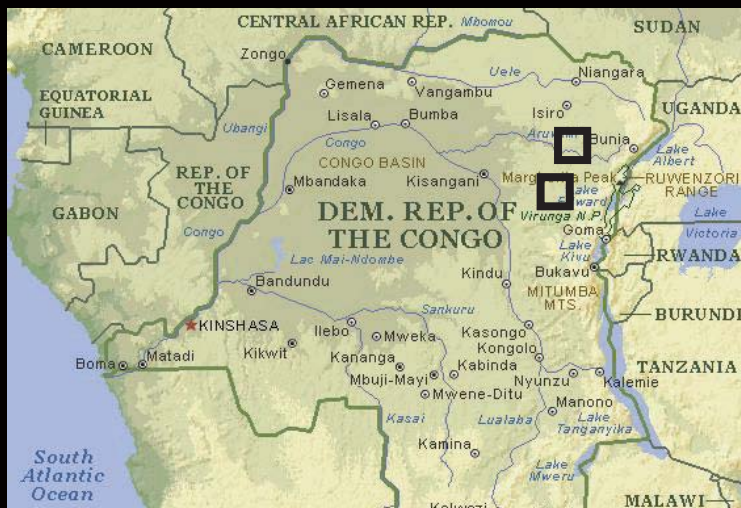 CENTRAL AFRICAN REP.
Mbomou
SUDAN
CAMEROON
Zongo
Uele
Niangara
Gemena
Vangambu
EQUATORIAL
GUINEA
Isiro
UGANDA
Lisala
Bumba
Ubangi
Bunia
Congo
Lake
Albert
REP. OF
THE
CONGO
CONGO BASIN
Kisangani
Peak
RUWENZORI
RANGE
Mbandaka
GABON
Lake
DEM. REP. OF
THE CONGO
Virunga N.P.
Lake
Victoria
Congo
Goma
Lake
Kivu
RWANDA
Lac Mai-Ndombe
Bukavu
Kindu
Bandundu
MITUMBA
MTS.
Sankuru
BURUNDI
KINSHASA
Ilebo
Mweka
Kasongo
Kongolo
Kikwit
Boma
Matadi
Kananga
Kabinda
TANZANIA
Mbuji-Mayi
Nyunzu
Kalemie
Mwene-Ditu
Manono
Kasai
Lualaba
Lake
Tanganyika
Kamina
South
Atlantic
Ocean
Lake
Mweru
MALAWI